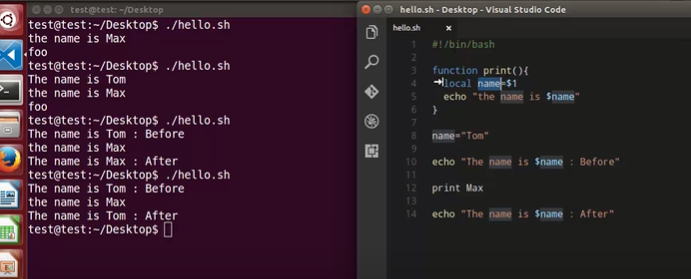 test@test: ~/Desktop
test@test:~/Desktop$ ./hello.sh
the name is Max
foo
test@test:~/Desktop$ ./hello.sh
The name is Tom
the name is Max
foo
test@test:~/Desktop$ ./hello.sh
The name is Tom : Before
the name is Max
The name is Tom : After
test@test:~/Desktop$ ./hello.sh
The name is Tom : Before
the name is Max
The name is Tom : After
test@test:~/Desktop$
hello.sh - Desktop - Visual Studio Code
hello.sh
1 #!/bin/bash
2
3 function print(){
4 local name=$1
5 echo "the name is $name"
6 }
7
8 name="Tom"
9
10 echo "The name is $name : Before"
11
12 print Max
13
14 echo "The name is $name : After"